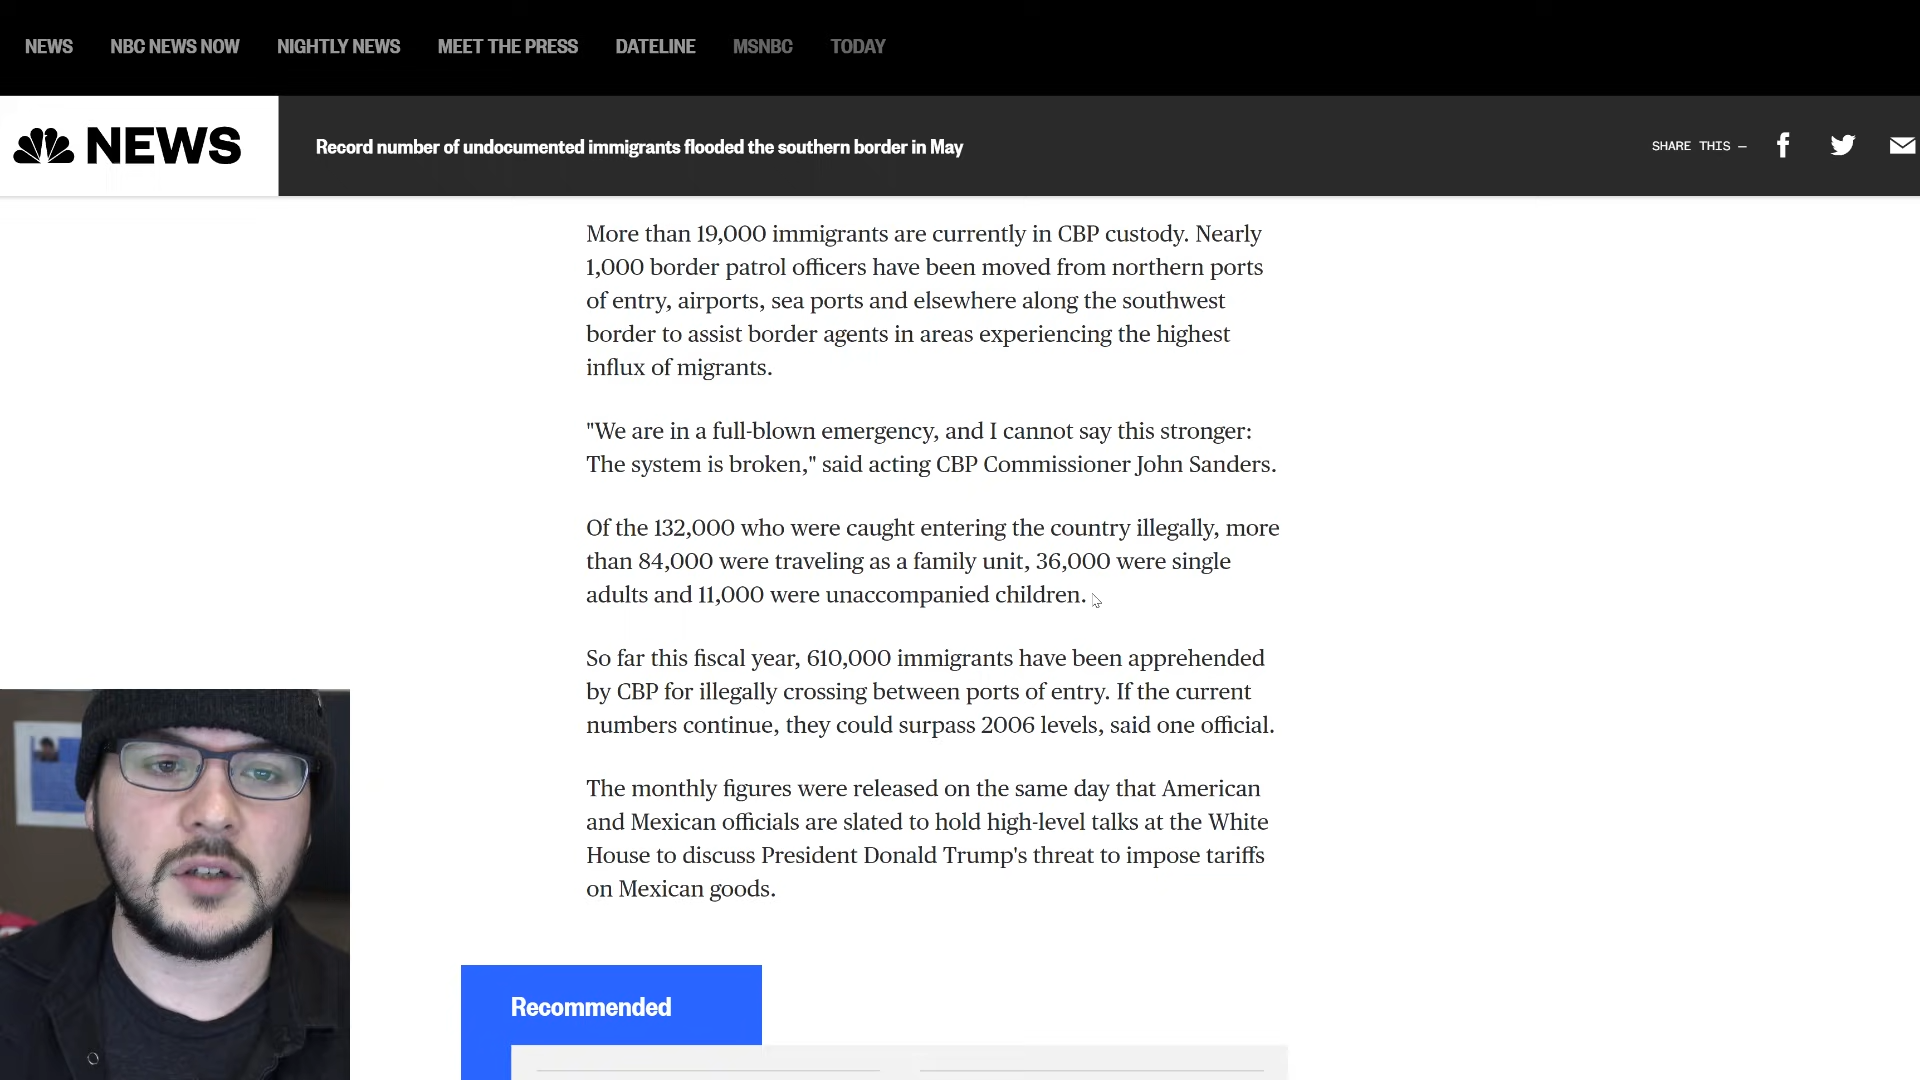 NEWS NBC NEWS NOW NIGHTLY NEWS MEET THE PRESS DATELINE MSNBC TODAY
NEWS Record number of undocumented immigrants flooded the southern border in May SHARE THIS —
More than 19,000 immigrants are currently in CBP custody. Nearly
1,000 border patrol officers have been moved from northern ports
of entry, airports, sea ports and elsewhere along the southwest
border to assist border agents in areas experiencing the highest
influx of migrants.
"We are in a full-blown emergency, and I cannot say this stronger:
The system is broken," said acting CBP Commissioner John Sanders.
Of the 132,000 who were caught entering the country illegally, more
than 84,000 were traveling as a family unit, 36,000 were single
adults and 11,000 were unaccompanied children.
So far this fiscal year, 610,000 immigrants have been apprehended
by CBP for illegally crossing between ports of entry. If the current
numbers continue, they could surpass 2006 levels, said one official.
The monthly figures were released on the same day that American
and Mexican officials are slated to hold high-level talks at the White
House to discuss President Donald Trump's threat to impose tariffs
on Mexican goods.
Recommended